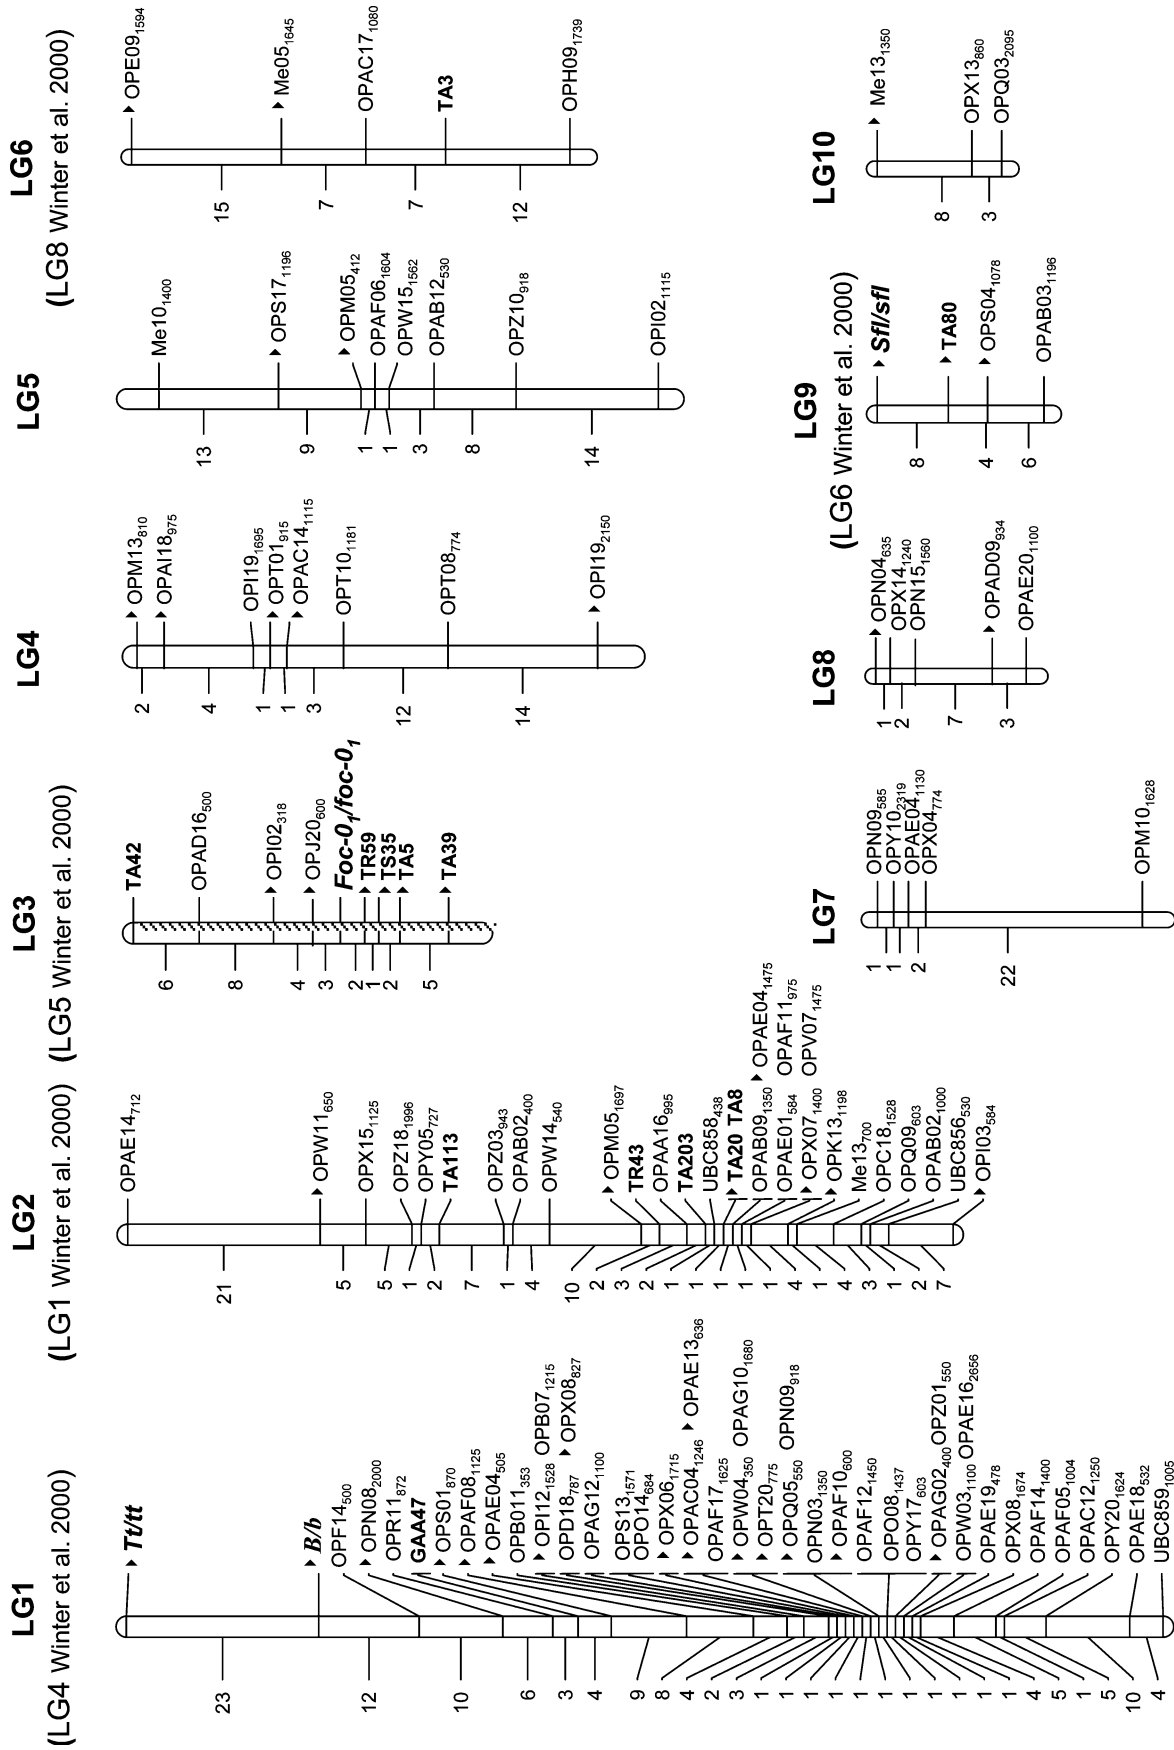 LG1
(LG4 Winter et al. 2000)
Tt/tt
B/b
OPF14500
OPN082000
OPR11872
GAA47
OPS01870
OPAF081125
OPAE04505
OPB011353
OPI121528 OPB071215
OPD18787 OPX08827
OPAG121100
OPS131571
OPO14684
OPX061715
OPAC041246 OPAE13636
OPAF171625
OPW04350 OPAG101680
OPT20775
OPQ05550 OPN09918
OPN031350
OPAF10600
OPAF121450
OPO081437
OPY17603
OPAG02400 OPZ01550
OPW031100 OPAE162656
OPAE19478
OPX081674
OPAF141400
OPAF051004
OPAC121250
OPY201624
OPAE18532
UBC8591005
23
12
10
6
3
4
9
8
4
2
3
1
1
1
1
1
1
1
1
1
1
1
4
5
1
5
10
4
LG2
(LG1 Winter et al. 2000)
OPAE14712
OPW11650
OPX151125
OPZ181996
OPY05727
TA113
OPZ03943
OPAB02400
OPW14540
OPM051697
TR43
OPAA16995
TA203
UBC858438
TA20 TA8
OPAB091350 OPAE041475
OPAE01584 OPAF11975
OPX071400 OPV071475
OPK131198
Me13700
OPC181528
OPQ09603
OPAB021000
UBC856530
OPI03584
21
5
5
1
2
7
1
4
10
2
3
2
1
1
1
1
1
4
1
4
3
1
2
7
LG3
(LG5 Winter et al. 2000)
TA42
OPAD16500
OPI02318
OPJ20600
Foc-01/foc-01
TR59
TS35
TA5
TA39
6
8
4
3
2
1
2
5
LG4
OPM13810
OPAI18975
OPI191695
OPT01915
OPAC141115
OPT101181
OPT08774
OPI192150
2
4
1
1
3
12
14
LG5
Me101400
OPS171196
OPM05412
OPAF061604
OPW151562
OPAB12530
OPZ10918
OPI021115
13
9
1
1
3
8
14
LG6
(LG8 Winter et al. 2000)
OPE091594
Me051645
OPAC171080
TA3
OPH091739
15
7
7
12
LG7
OPN09585
OPY102319
OPAE041130
OPX04774
OPM101628
1
1
2
22
LG8
OPN04635
OPX141240
OPN151560
OPAD09934
OPAE201100
1
2
7
3
LG9
(LG6 Winter et al. 2000)
Sfl/sfl
TA80
OPS041078
OPAB031196
8
4
6
LG10
Me131350
OPX13860
OPQ032095
8
3